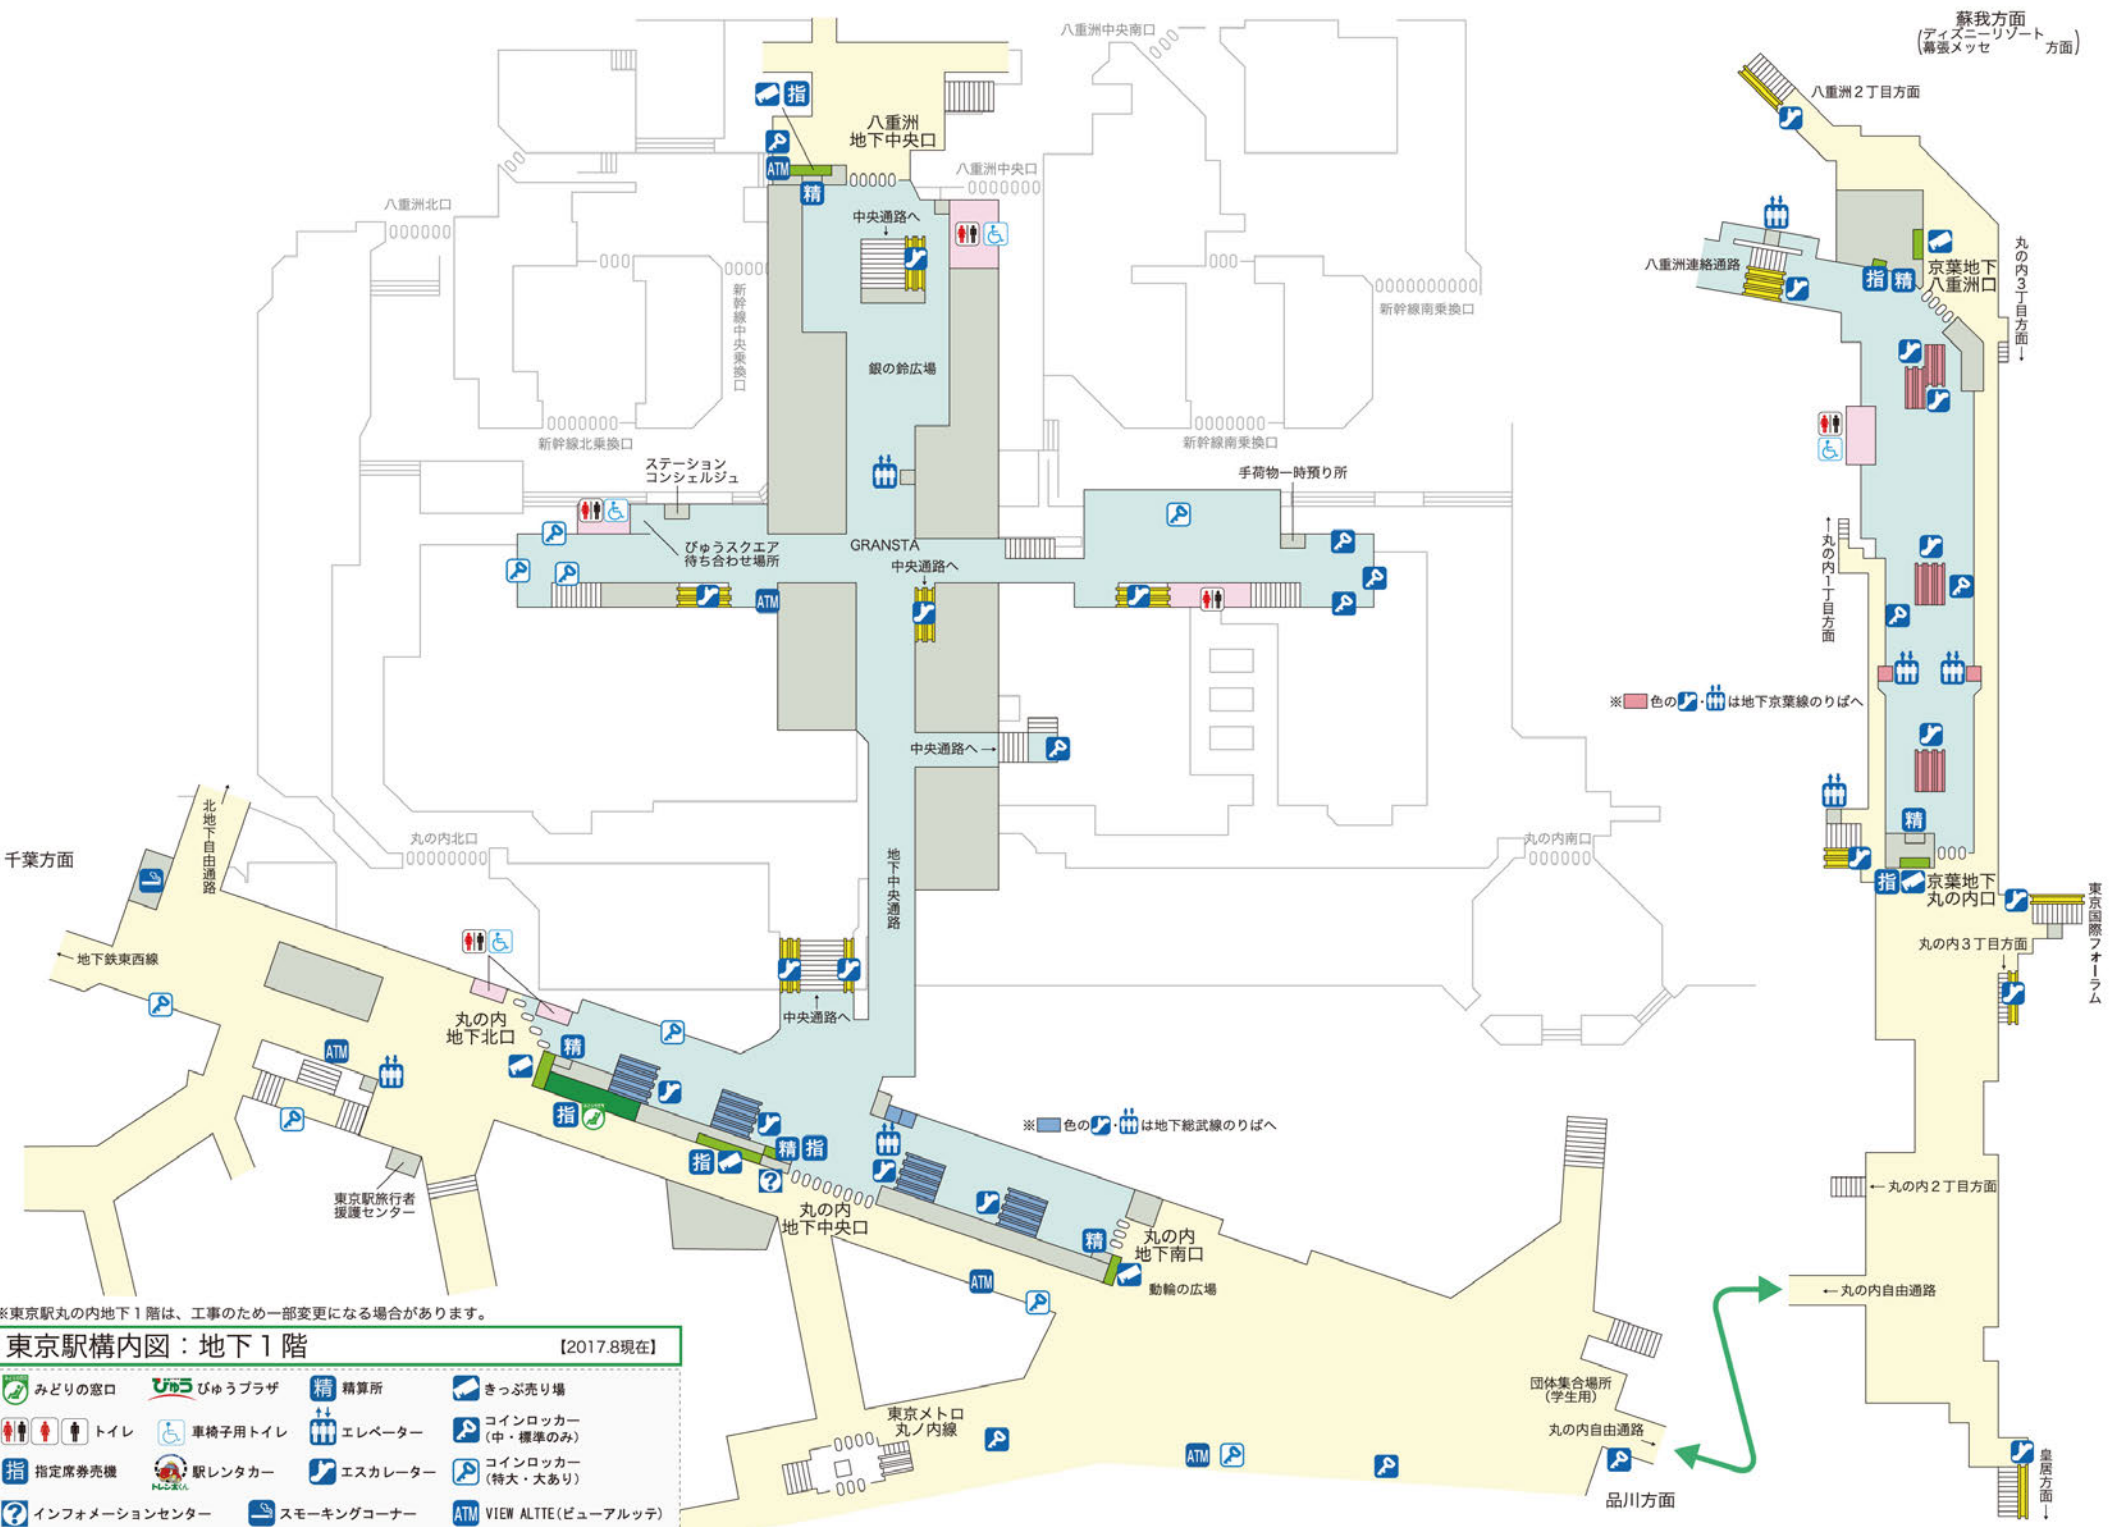 蘇我方面
(ディズニーリゾート
幕張メッセ 方面)
八重洲中央南口
八重洲2丁目方面
八重洲
地下中央口
指
ATM
精
八重洲中央口
中央通路へ
八重洲北口
新幹線中央乗換口
新幹線南乗換口
八重洲連絡通路
指
精
京葉地下
八重洲口
丸の内3丁目方面→
銀の鈴広場
新幹線北乗換口
新幹線南乗換口
ステーション
コンシェルジュ
手荷物一時預り所
びゅうスクエア
待ち合わせ場所
GRANSTA
中央通路へ
ATM
←丸の内1丁目方面
※色の・は地下京葉線のりばへ
中央通路へ→
精
指
京葉地下
丸の内口
東京国際フォーラム
丸の内3丁目方面
丸の内北口
丸の内南口
千葉方面
北地下自由通路
地下中央通路
←地下鉄東西線
中央通路へ
丸の内
地下北口
精
ATM
指
※色の・は地下総武線のりばへ
精
指
指
?
東京駅旅行者
援護センター
丸の内
地下中央口
精
丸の内
地下南口
動輪の広場
ATM
←丸の内2丁目方面
←丸の内自由通路
※東京駅丸の内地下1階は、工事のため一部変更になる場合があります。
東京駅構内図：地下1階
【2017.8現在】
みどりの窓口
びゅう
びゅうプラザ
精
精算所
きっぷ売り場
トイレ
車椅子用トイレ
エレベーター
コインロッカー
(中・標準のみ)
指
指定席券売機
駅レンタカー
エスカレーター
コインロッカー
(特大・大あり)
?
インフォメーションセンター
スモーキングコーナー
ATM
VIEW ALTTE(ビューアルッテ)
東京メトロ
丸ノ内線
ATM
団体集合場所
(学生用)
丸の内自由通路
→
品川方面
皇居方面→